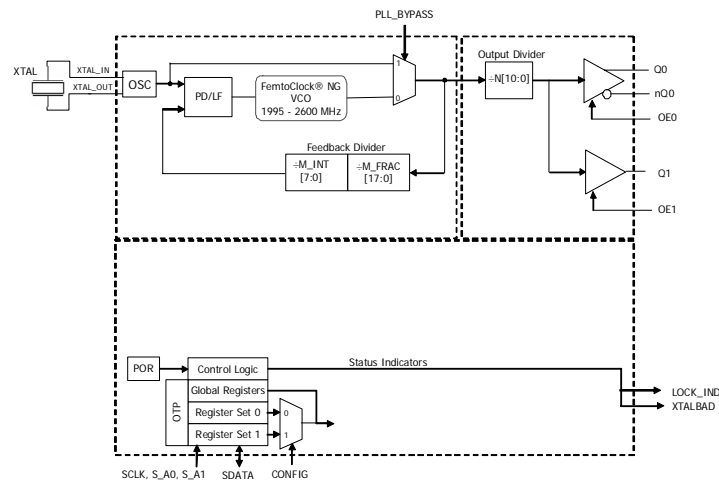 PLL_BYPASS
XTAL
XTAL_IN
XTAL_OUT
OSC
PD/LF
FemtoClock® NG
VCO
1995 - 2600 MHz
1
0
Output Divider
÷N[10:0]
Q0
nQ0
OE0
Feedback Divider
÷M_INT
[7:0]
÷M_FRAC
[17:0]
Q1
OE1
POR
Control Logic
Status Indicators
OTP
Global Registers
Register Set 0
0
Register Set 1
1
LOCK_IND
XTALBAD
SCLK, S_A0, S_A1
SDATA
CONFIG